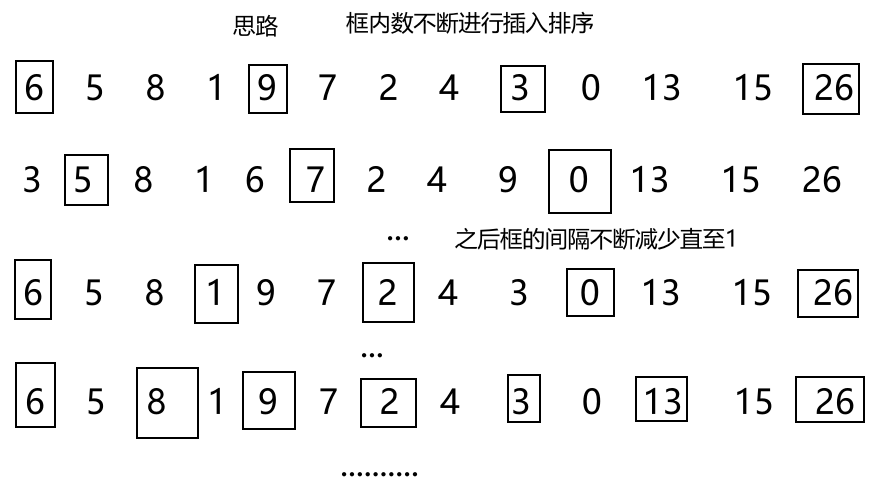 思路 框内数不断进行插入排序
6 5 8 1 9 7 2 4 3 0 13 15 26
3 5 8 1 6 7 2 4 9 0 13 15 26
... 之后框的间隔不断减少直至1
6 5 8 1 9 7 2 4 3 0 13 15 26
...
6 5 8 1 9 7 2 4 3 0 13 15 26
..........